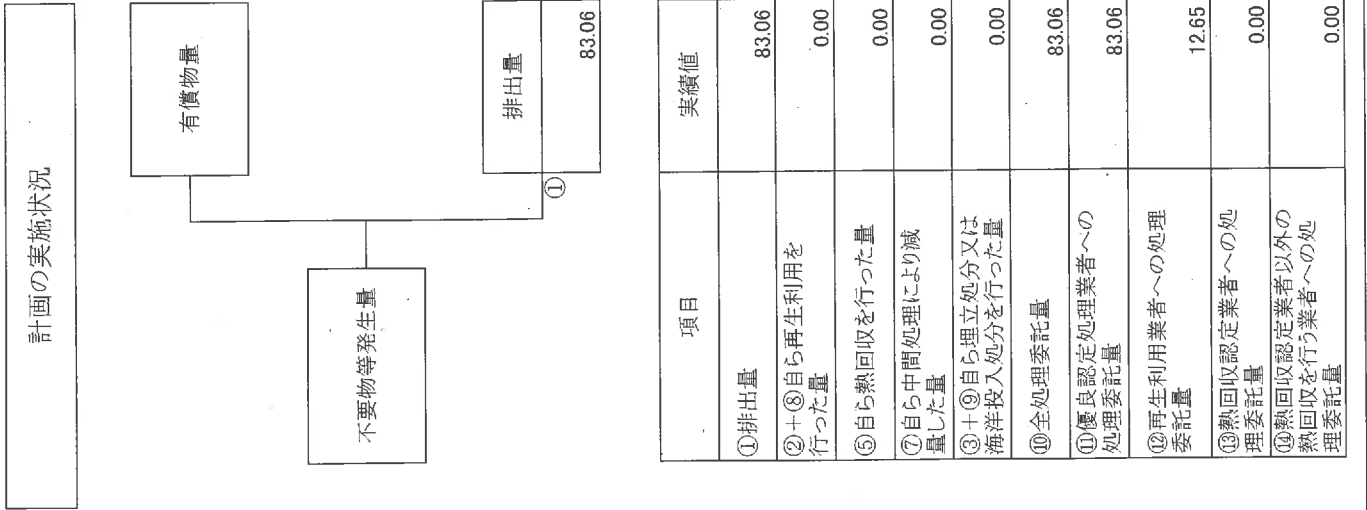 計画の実施状況
有償物量
不要物等発生量
排出量
①
83.06
項目
実績値
①排出量
83.06
②+⑧自ら再生利用を
行った量
0.00
⑤自ら熱回収を行った量
0.00
⑦自ら中間処理により減
量した量
0.00
③+⑨自ら埋立処分又は
海洋投入処分を行った量
0.00
⑩全処理委託量
83.06
⑪優良認定処理業者への
処理委託量
83.06
⑫再生利用業者への処理
委託量
12.65
⑬熱回収認定業者への処
理委託量
0.00
⑭熱回収認定業者以外の
熱回収を行う業者への処
理委託量
0.00